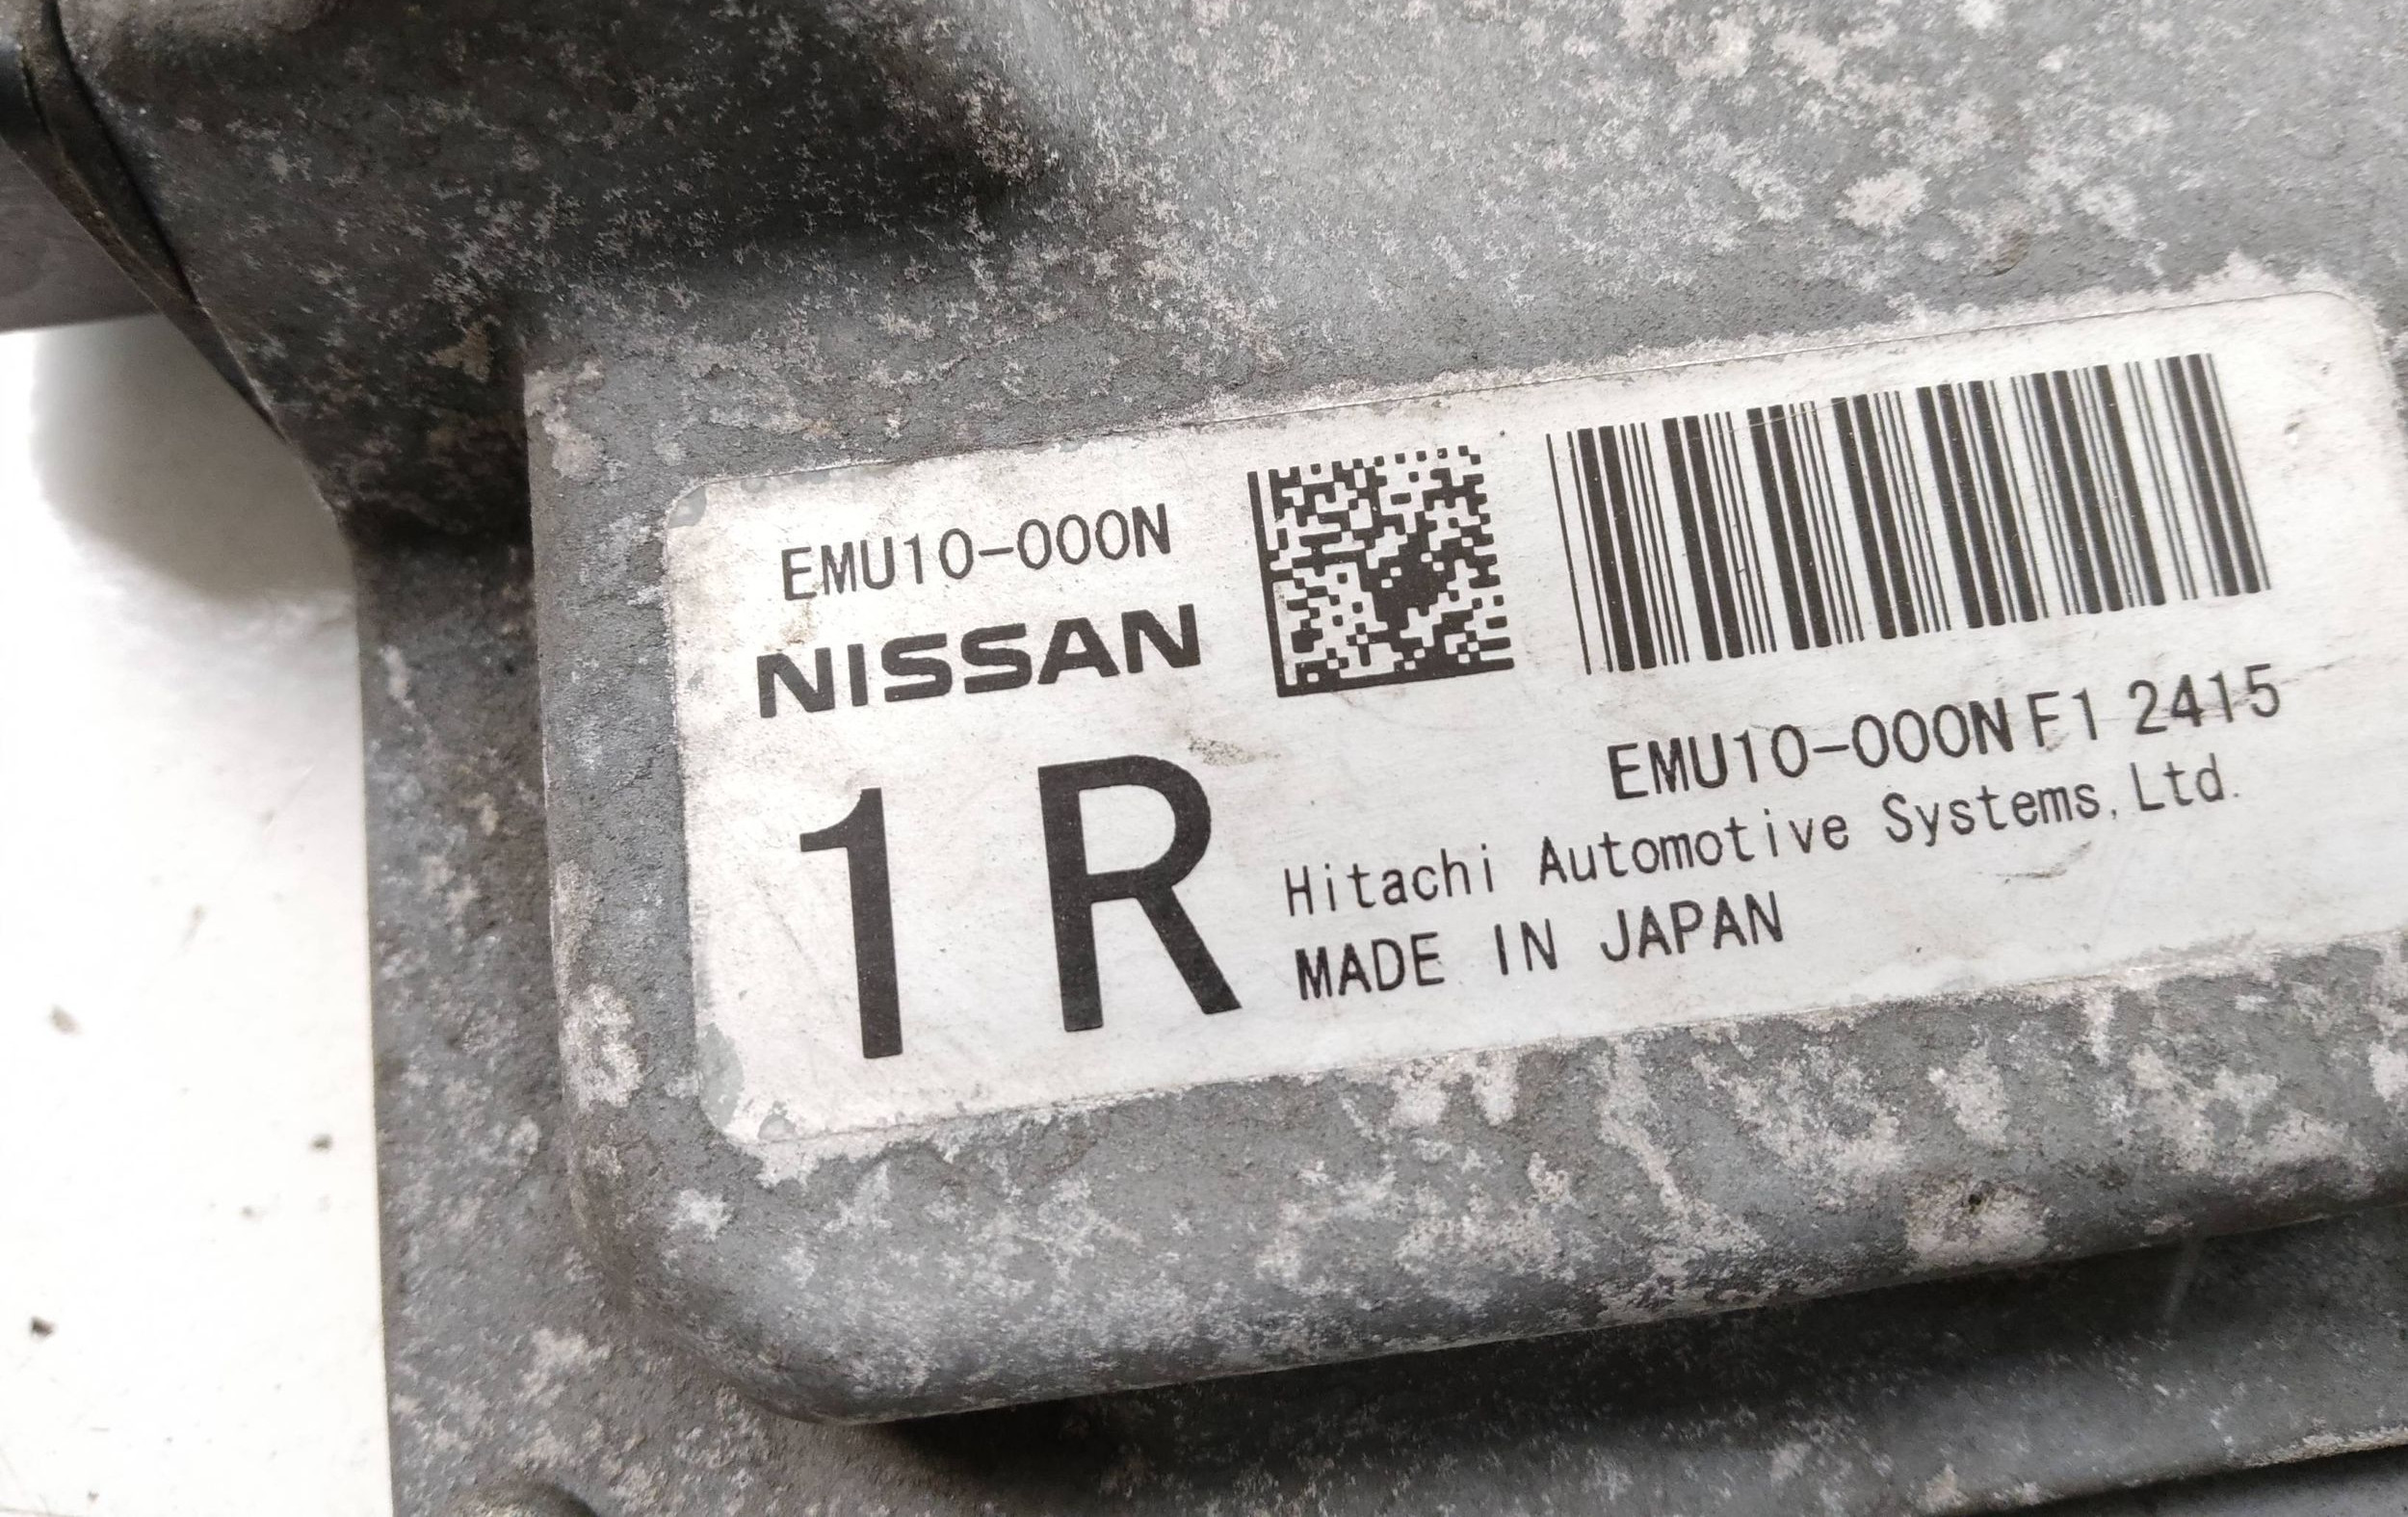 EMU10-000N
NISSAN
1 R
EMU10-000N F1 2415
Hitachi Automotive Systems, Ltd.
MADE IN JAPAN